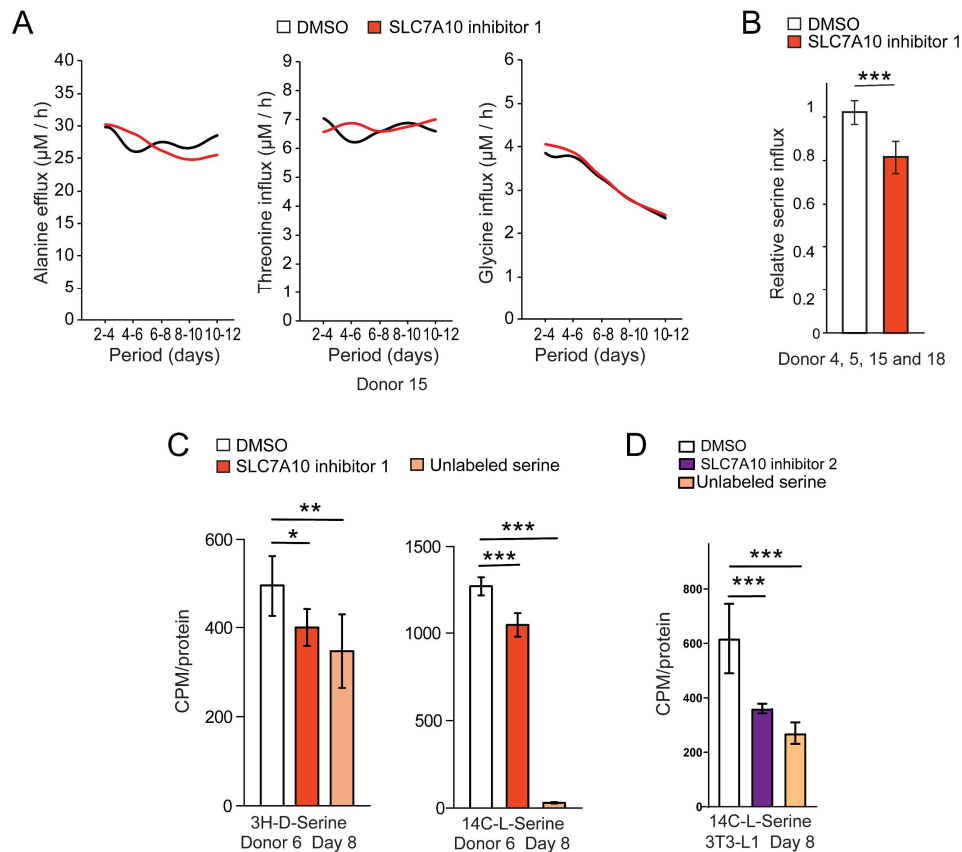 A
DMSO SLC7A10 inhibitor 1
Alanine efflux (µM / h)
40
35
30
25
20
15
10
5
0
2-4 4-6 6-8 8-10 10-12
Period (days)
Threonine influx (µM / h)
9
8
7
6
5
4
3
2
1
0
2-4 4-6 6-8 8-10 10-12
Period (days)
Glycine influx (µM / h)
6
5
4
3
2
1
0
2-4 4-6 6-8 8-10 10-12
Period (days)
Donor 15
B
DMSO
SLC7A10 inhibitor 1
***
Relative serine influx
1
0.8
0.6
0.4
0.2
0
Donor 4, 5, 15 and 18
C
DMSO
SLC7A10 inhibitor 1 Unlabeled serine
CPM/protein
600
400
200
0
**
*
3H-D-Serine
Donor 6 Day 8
1500
1000
500
0
***
***
14C-L-Serine
Donor 6 Day 8
D
DMSO
SLC7A10 inhibitor 2
Unlabeled serine
CPM/protein
800
600
400
200
0
***
***
14C-L-Serine
3T3-L1 Day 8